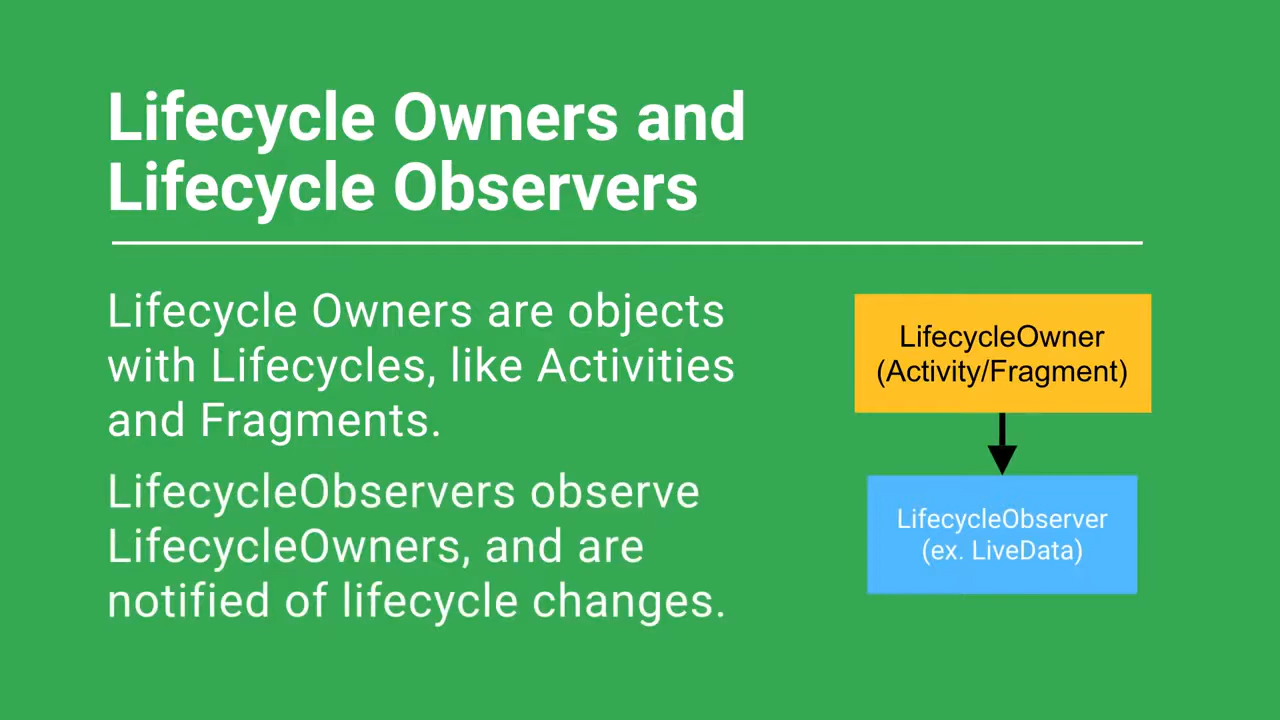 Lifecycle Owners and
Lifecycle Observers
Lifecycle Owners are objects
with Lifecycles, like Activities
and Fragments.
LifecycleObservers observe
LifecycleOwners, and are
notified of lifecycle changes.
LifecycleOwner
(Activity/Fragment)
LifecycleObserver
(ex. LiveData)